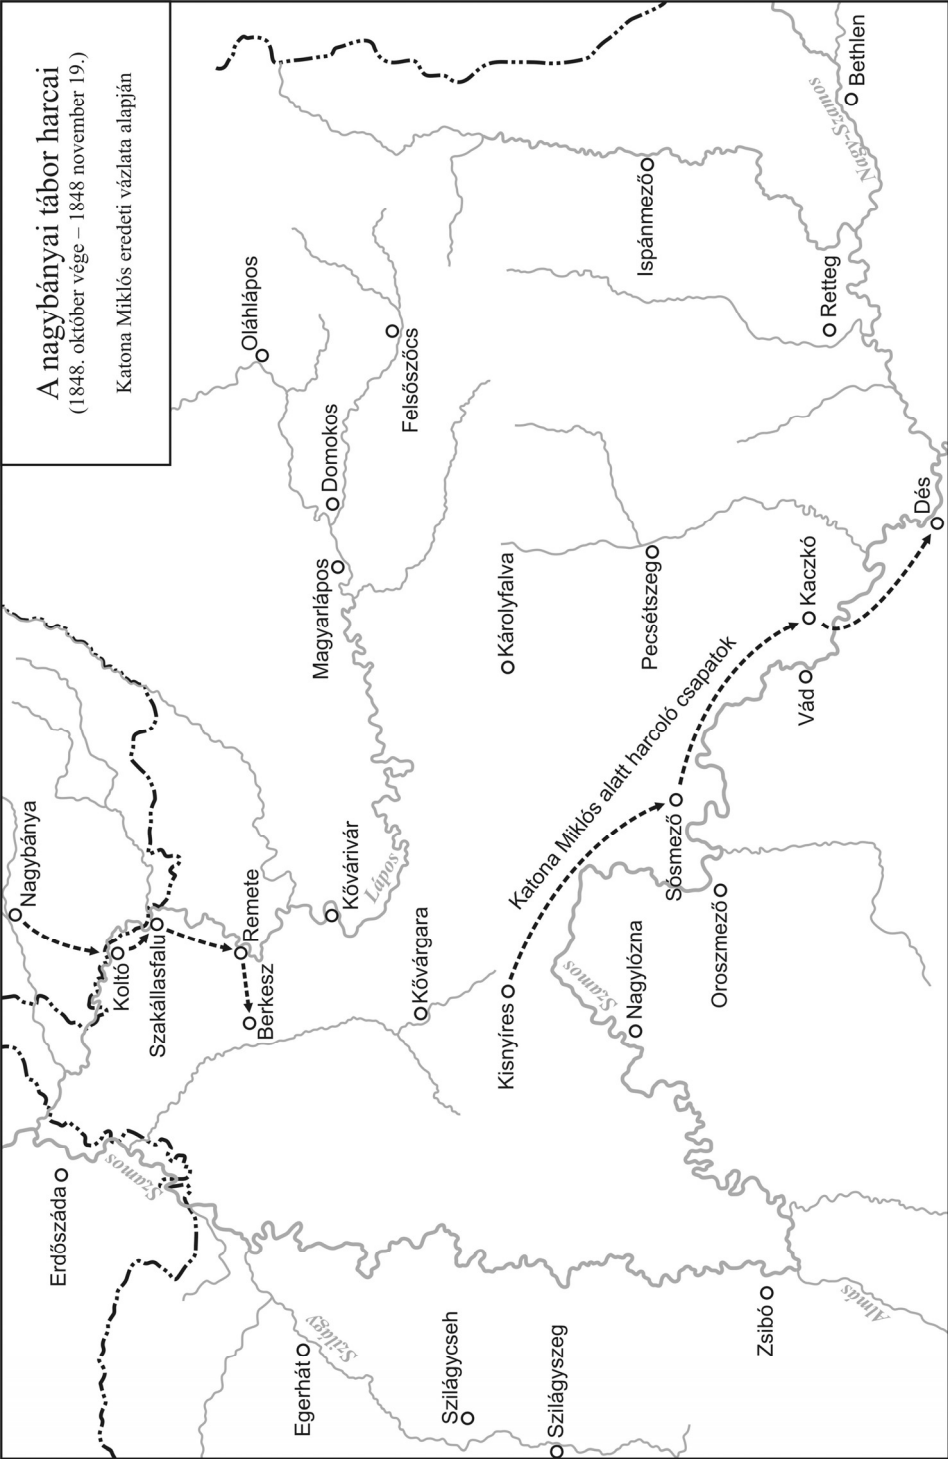 A nagybányai tábor harcai
(1848. október vége – 1848 november 19.)
Katona Miklós eredeti vázlata alapján
Nagybánya
Koltó
Szakállasfalu
Remete
Berkesz
Erdőszáda
Szamos
Egerhát
Szilágy
Szilágycseh
Szilágyszeg
Zsibó
Almás
Oláhlápos
Domokos
Felsőszőcs
Magyarlápos
Kővárivár
Lápos
Kővárgara
Kisnyíres
Katona Miklós alatt harcoló csapatok
Károlyfalva
Pecsétszeg
Szamos
Nagylózna
Sósmező
Oroszmező
Vád
Kaczkó
Dés
Ispánmező
Retteg
Nagy-Szamos
Bethlen